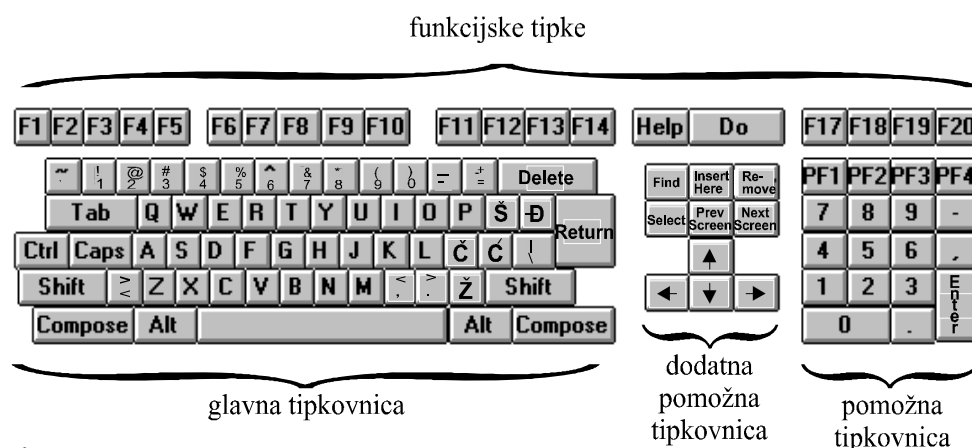 funkcijske tipke
F1 F2 F3 F4 F5 F6 F7 F8 F9 F10 F11 F12 F13 F14 Help Do F17 F18 F19 F20
~ ! @ # $ % ^ & * ( ) _ + Delete Find Insert Here Re-move PF1 PF2 PF3 PF4
` 1 2 3 4 5 6 7 8 9 0 - =
Tab Q W E R T Y U I O P Š Đ Return Select Prev Screen Next Screen 7 8 9 -
Ctrl Caps A S D F G H J K L Č Ć | \ 4 5 6 ,
Shift > < Z X C V B N M < , > . Ž Shift 1 2 3 Enter
Compose Alt Alt Compose 0 .
glavna tipkovnica
dodatna pomožna tipkovnica
pomožna tipkovnica